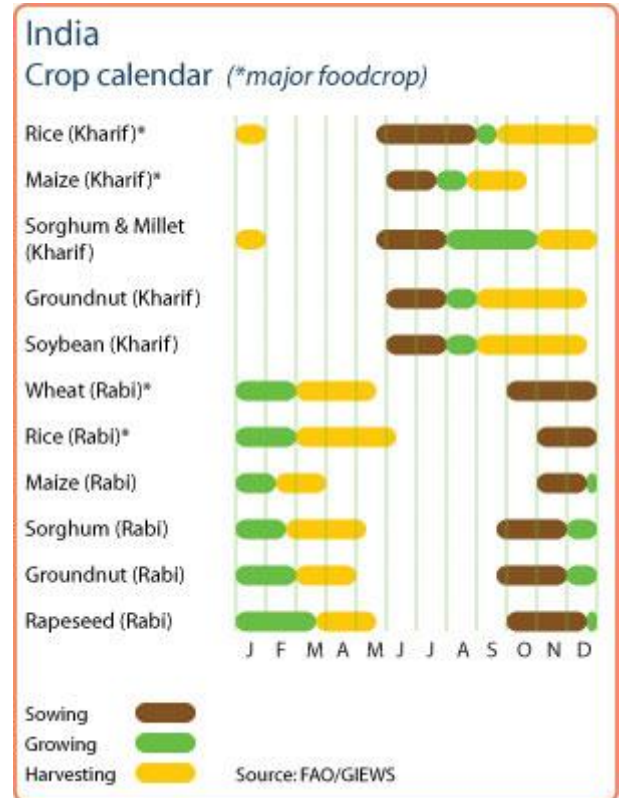 India
Crop calendar (*major foodcrop)
Rice (Kharif)*
Maize (Kharif)*
Sorghum & Millet
(Kharif)
Groundnut (Kharif)
Soybean (Kharif)
Wheat (Rabi)*
Rice (Rabi)*
Maize (Rabi)
Sorghum (Rabi)
Groundnut (Rabi)
Rapeseed (Rabi)
J F M A M J J A S O N D
Sowing
Growing
Harvesting Source: FAO/GIEWS